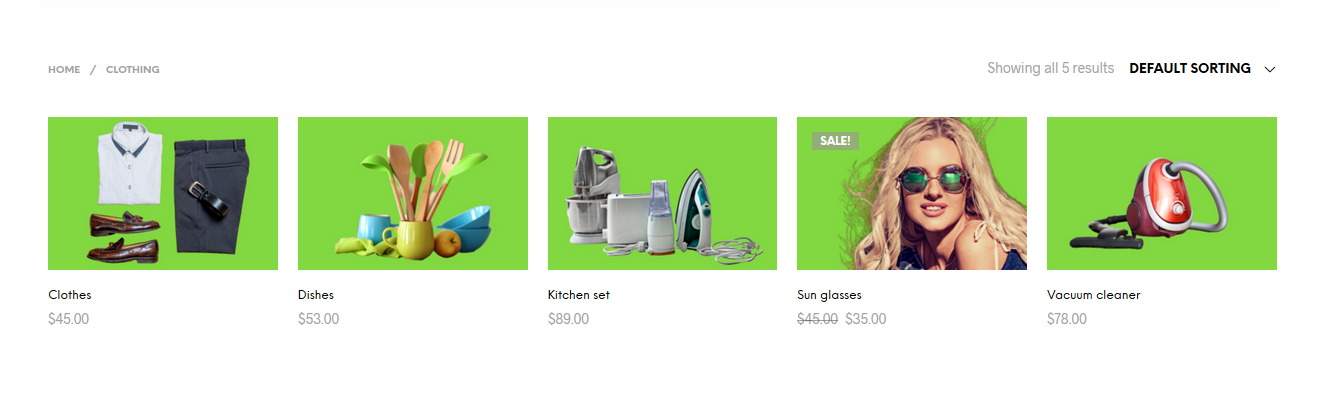 HOME / CLOTHING
Showing all 5 results DEFAULT SORTING
SALE!
Clothes
$45.00
Dishes
$53.00
Kitchen set
$89.00
Sun glasses
$45.00 $35.00
Vacuum cleaner
$78.00